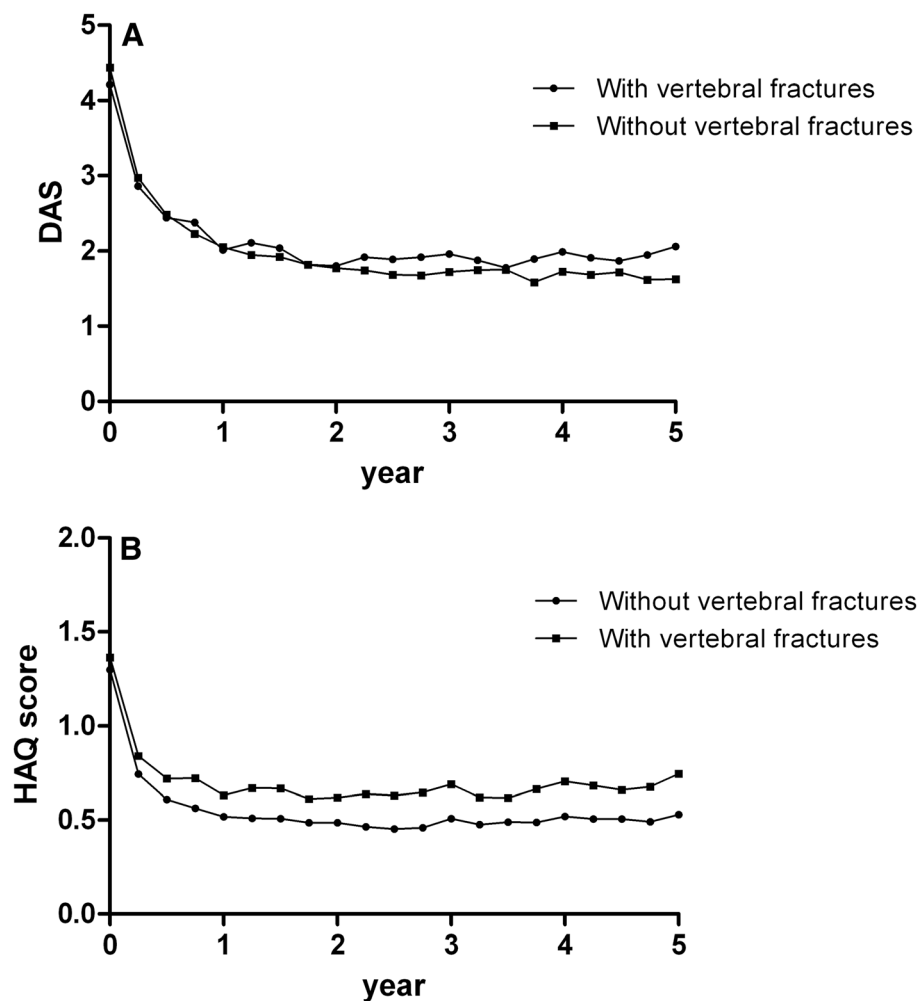 A
5
4
3
2
1
0
DAS
With vertebral fractures
Without vertebral fractures
0 1 2 3 4 5
year
B
2.0
1.5
1.0
0.5
0.0
HAQ score
Without vertebral fractures
With vertebral fractures
0 1 2 3 4 5
year